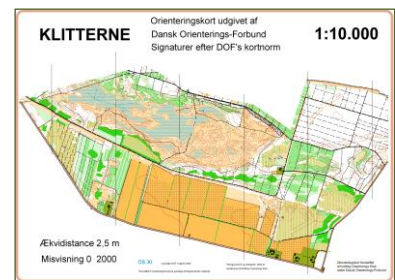 KLITTERNE
Orienteringskort udgivet af
Dansk Orienterings-Forbund
Signaturer efter DOF's kortnorm
1:10.000
Ækvidistance 2,5 m
Misvisning 0 2000